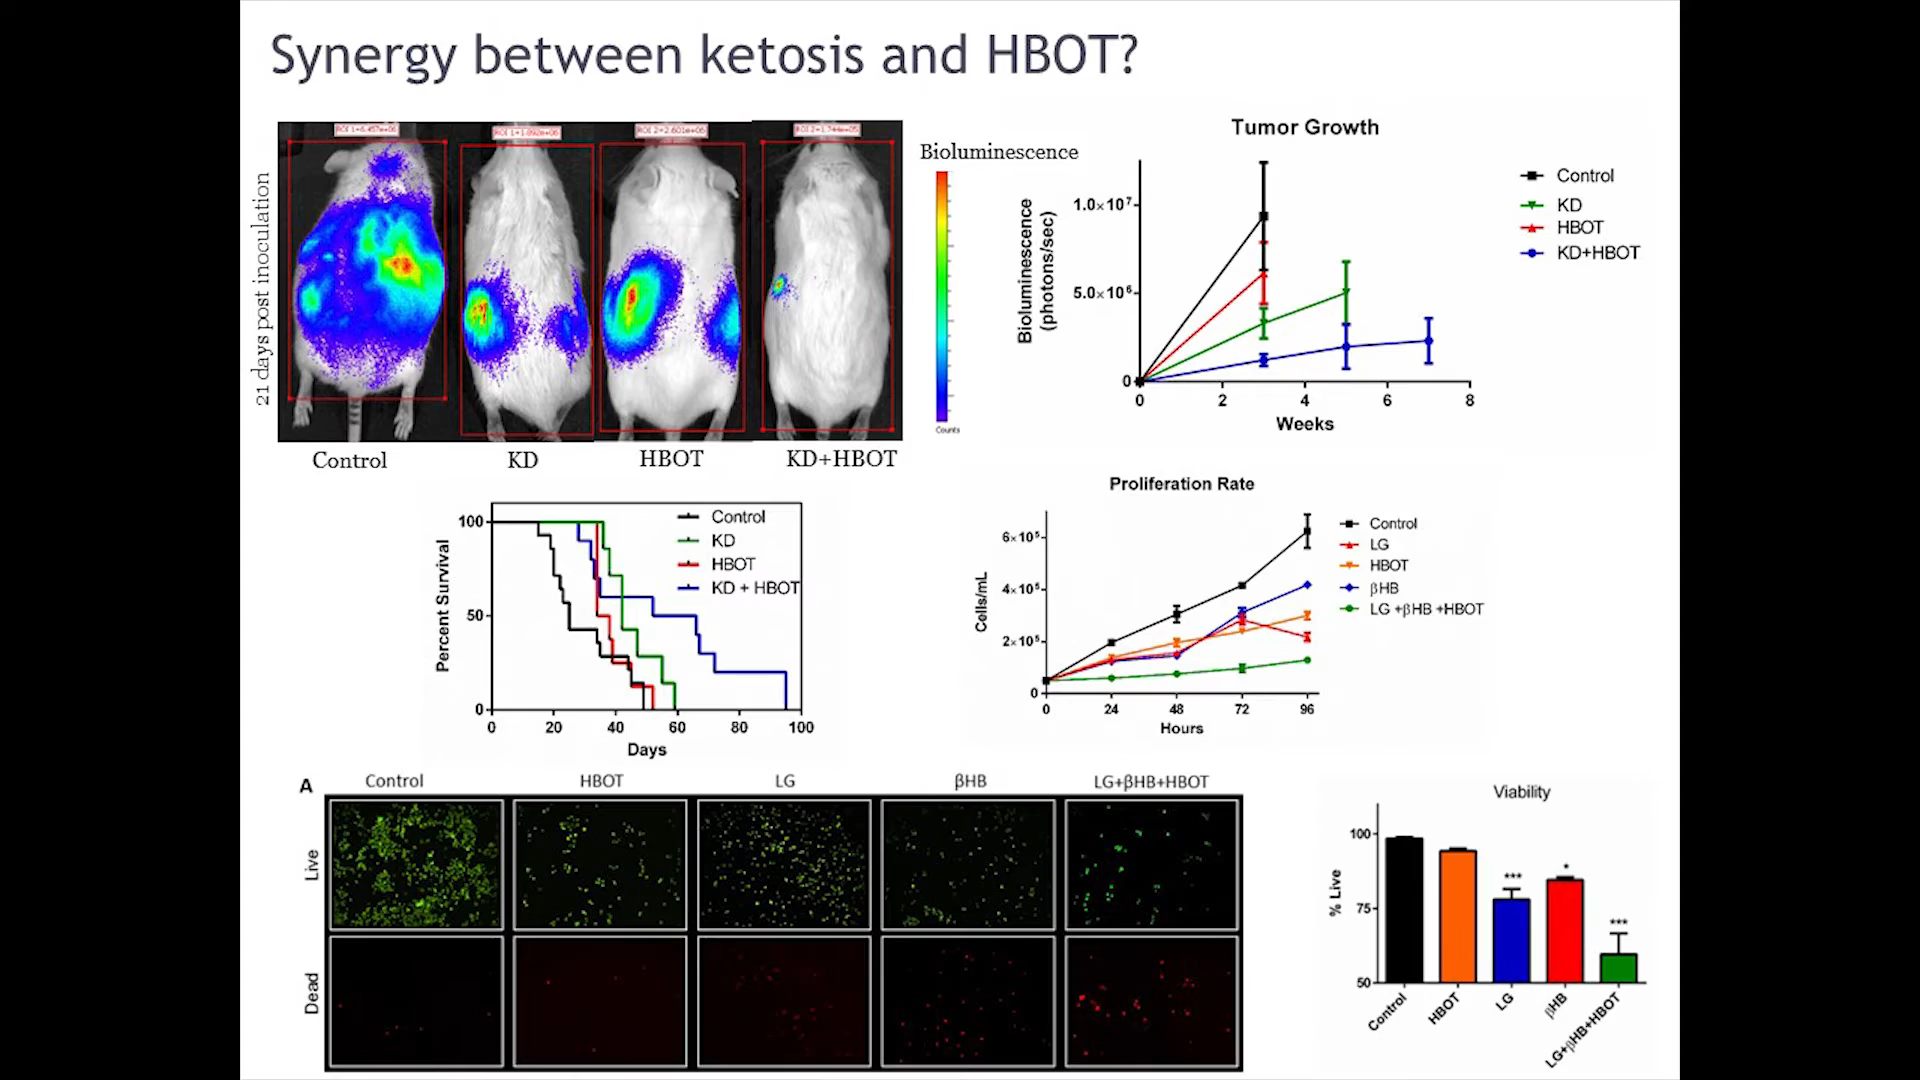 Synergy between ketosis and HBOT?
21 days post inoculation
Control
KD
HBOT
KD+HBOT
Bioluminescence
Counts
Tumor Growth
Bioluminescence
(photons/sec)
1.0×10⁷
5.0×10⁶
0
0 2 4 6 8
Weeks
Control
KD
HBOT
KD+HBOT
Percent Survival
100
50
0
0 20 40 60 80 100
Days
Control
KD
HBOT
KD + HBOT
Proliferation Rate
Cells/mL
6×10⁵
4×10⁵
2×10⁵
0
0 24 48 72 96
Hours
Control
LG
HBOT
βHB
LG +βHB +HBOT
A
Control HBOT LG βHB LG+βHB+HBOT
Live
Dead
Viability
% Live
100
75
50
***
*
***
Control
HBOT
LG
βHB
LG+βHB+HBOT